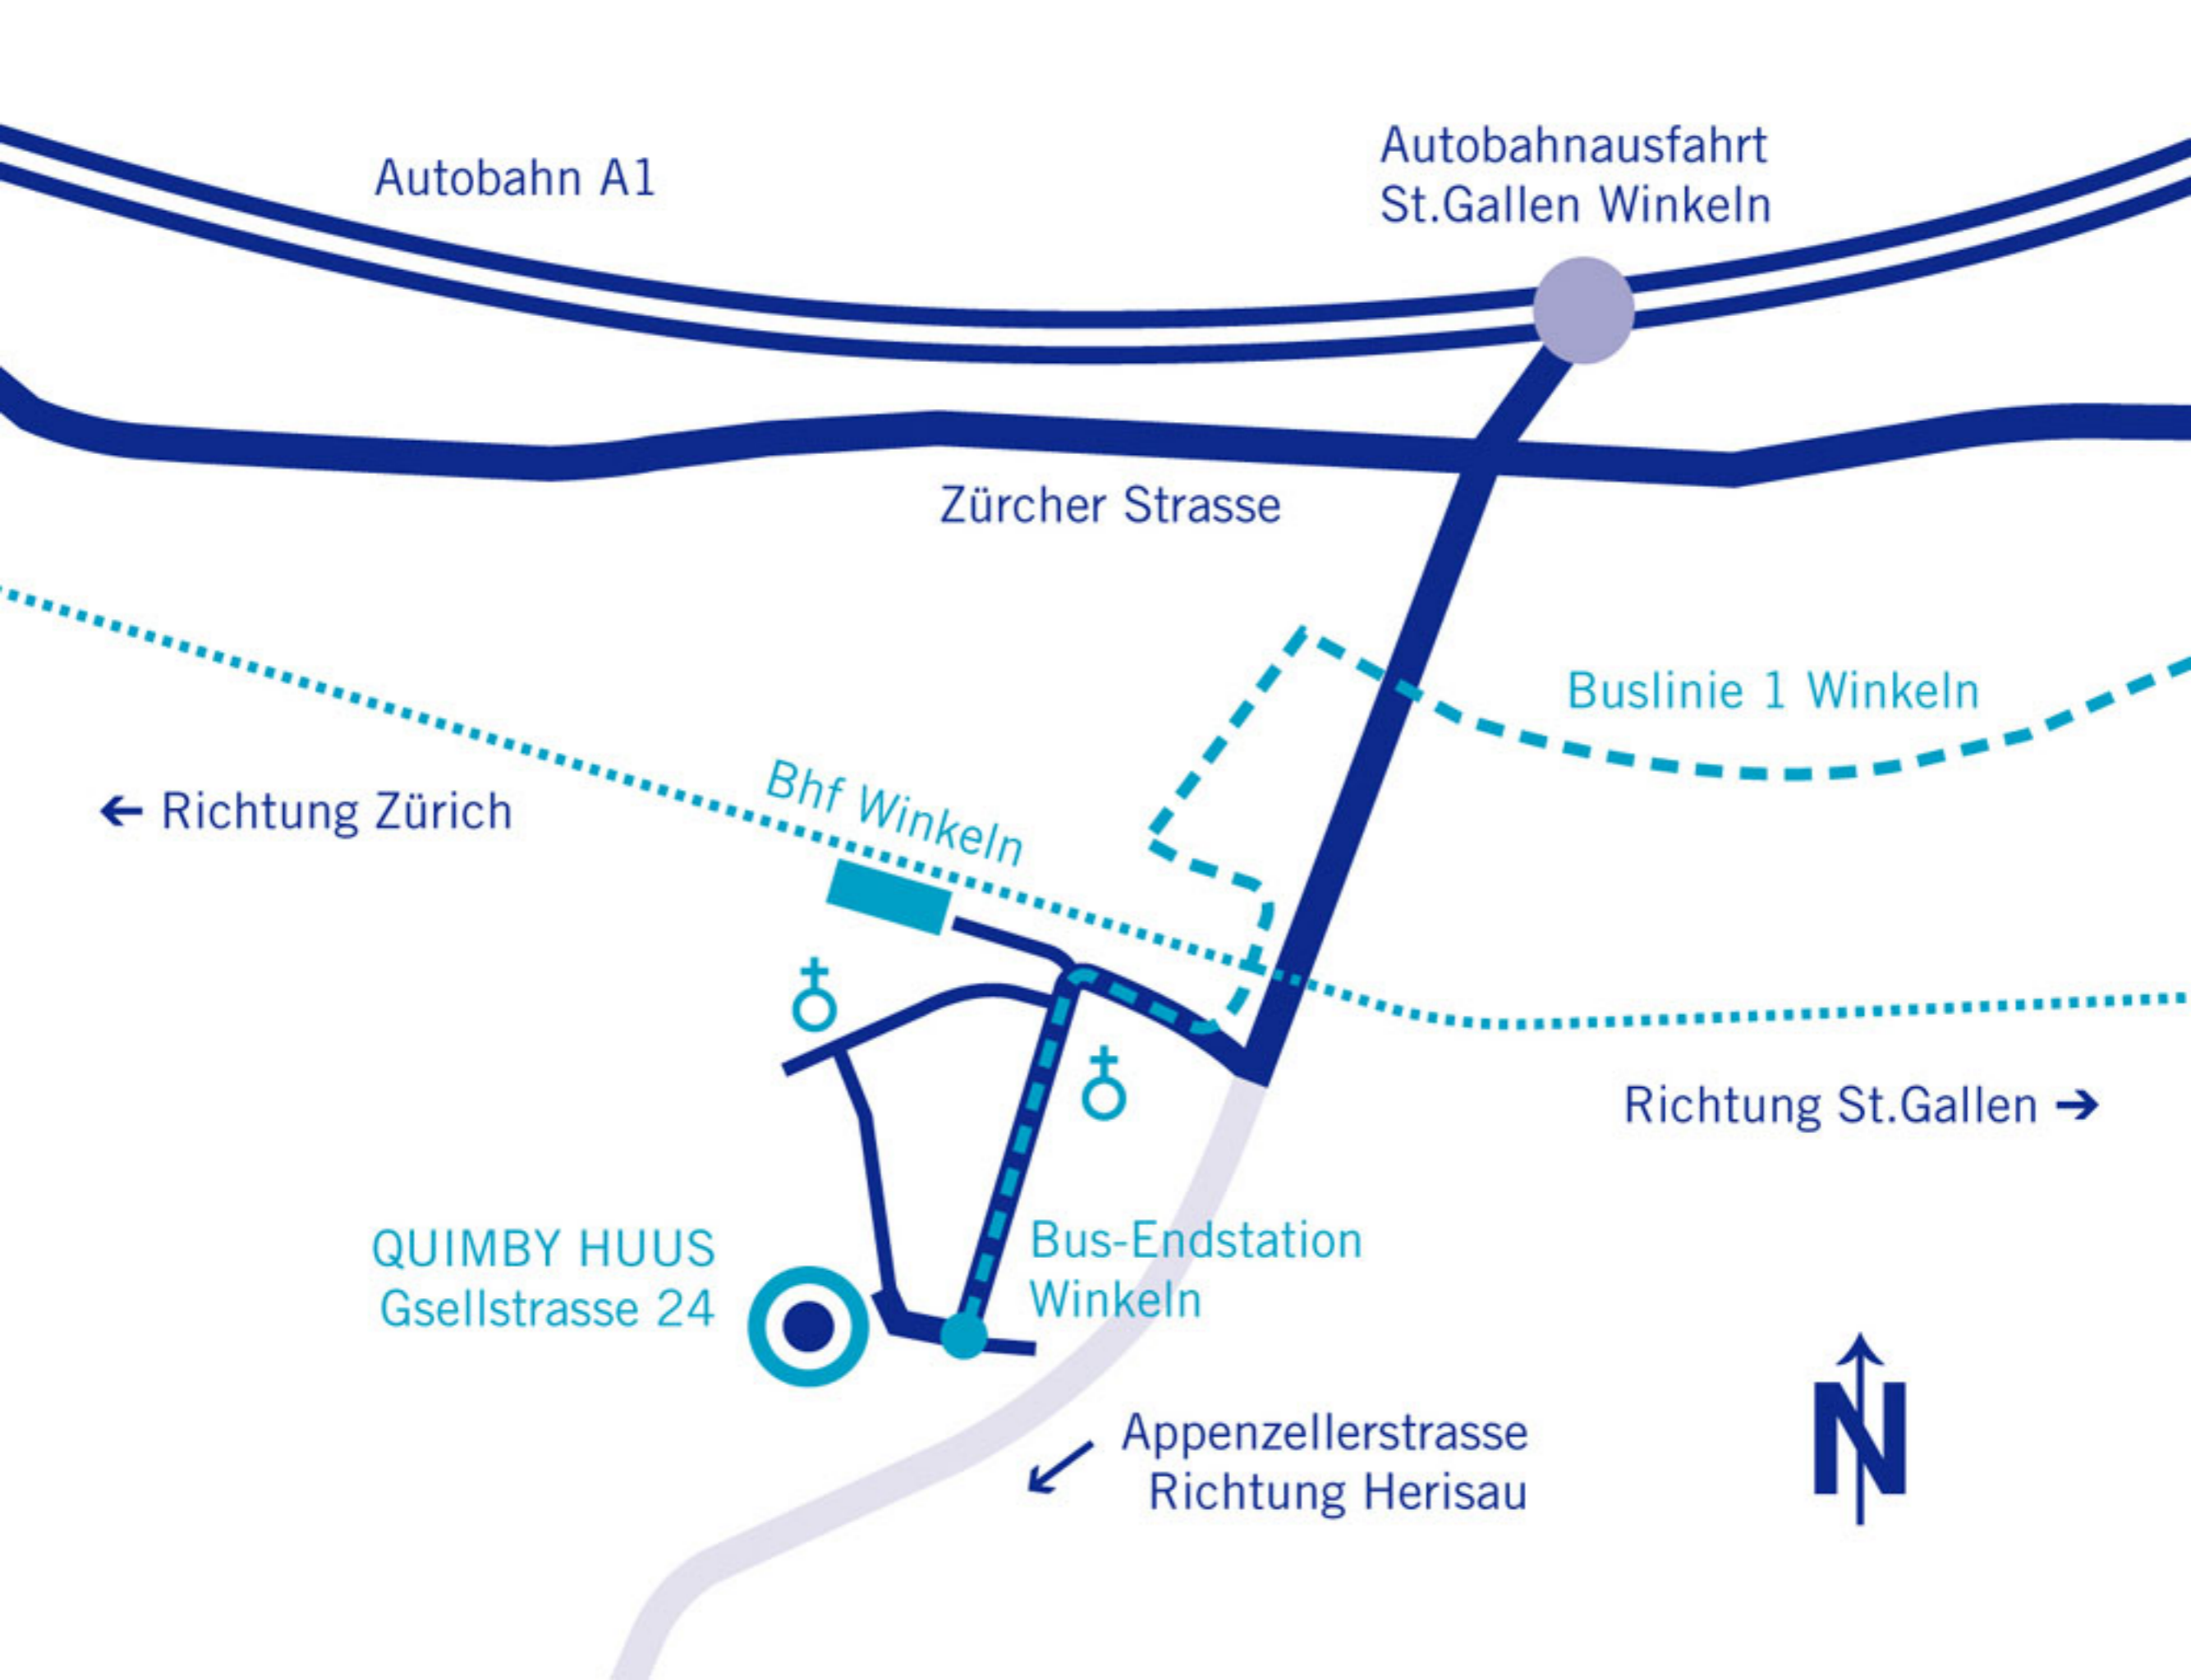 Autobahn A1
Autobahnausfahrt
St.Gallen Winkeln
Zürcher Strasse
Buslinie 1 Winkeln
Bhf Winkeln
← Richtung Zürich
Richtung St.Gallen →
QUIMBY HUUS
Gsellstrasse 24
Bus-Endstation
Winkeln
Appenzellerstrasse
Richtung Herisau
N